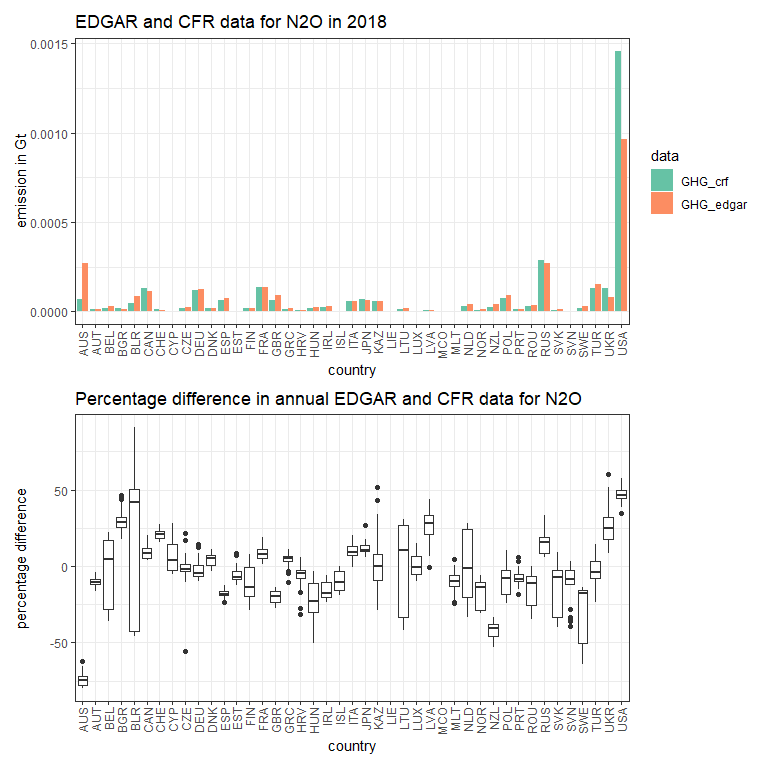 EDGAR and CFR data for N2O in 2018
0.0015
0.0010
0.0005
0.0000
emission in Gt
AUS AUT BEL BGR BLR CAN CHE CYP CZE DEU DNK ESP EST FIN FRA GBR GRC HRV HUN IRL ISL ITA JPN KAZ LIE LTU LUX LVA MCO MLT NLD NOR NZL POL PRT ROU RUS SVK SVN SWE TUR UKR USA
country
data
GHG_crf
GHG_edgar
Percentage difference in annual EDGAR and CFR data for N2O
50
0
-50
percentage difference
AUS AUT BEL BGR BLR CAN CHE CYP CZE DEU DNK ESP EST FIN FRA GBR GRC HRV HUN IRL ISL ITA JPN KAZ LIE LTU LUX LVA MCO MLT NLD NOR NZL POL PRT ROU RUS SVK SVN SWE TUR UKR USA
country